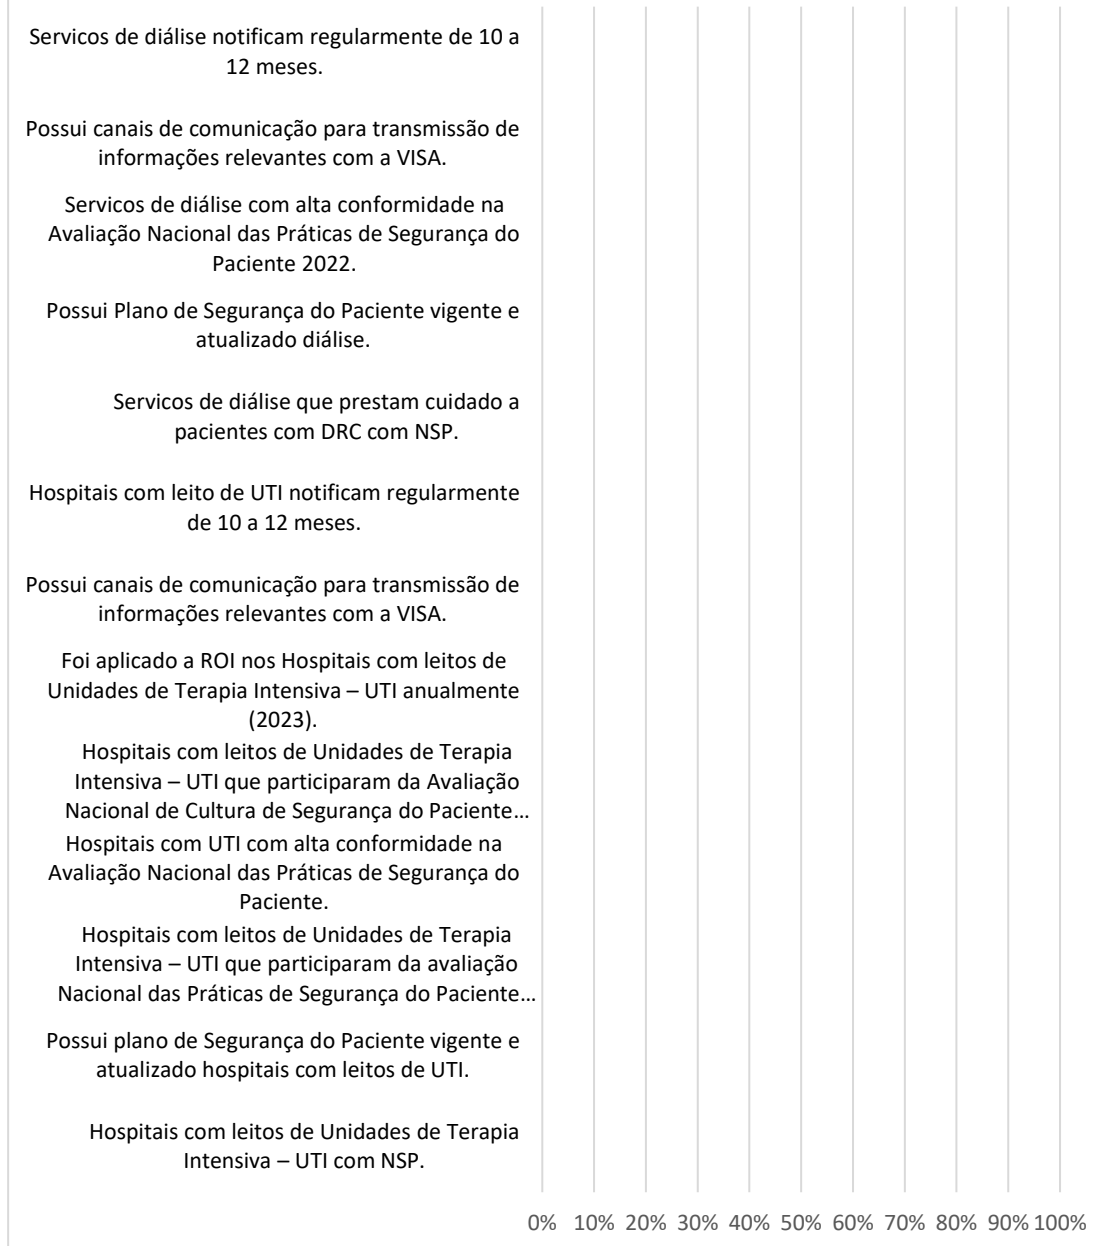 Servicos de diálise notificam regularmente de 10 a
12 meses.
Possui canais de comunicação para transmissão de
informações relevantes com a VISA.
Servicos de diálise com alta conformidade na
Avaliação Nacional das Práticas de Segurança do
Paciente 2022.
Possui Plano de Segurança do Paciente vigente e
atualizado diálise.
Servicos de diálise que prestam cuidado a
pacientes com DRC com NSP.
Hospitais com leito de UTI notificam regularmente
de 10 a 12 meses.
Possui canais de comunicação para transmissão de
informações relevantes com a VISA.
Foi aplicado a ROI nos Hospitais com leitos de
Unidades de Terapia Intensiva – UTI anualmente
(2023).
Hospitais com leitos de Unidades de Terapia
Intensiva – UTI que participaram da Avaliação
Nacional de Cultura de Segurança do Paciente…
Hospitais com UTI com alta conformidade na
Avaliação Nacional das Práticas de Segurança do
Paciente.
Hospitais com leitos de Unidades de Terapia
Intensiva – UTI que participaram da avaliação
Nacional das Práticas de Segurança do Paciente…
Possui plano de Segurança do Paciente vigente e
atualizado hospitais com leitos de UTI.
Hospitais com leitos de Unidades de Terapia
Intensiva – UTI com NSP.
0% 10% 20% 30% 40% 50% 60% 70% 80% 90% 100%